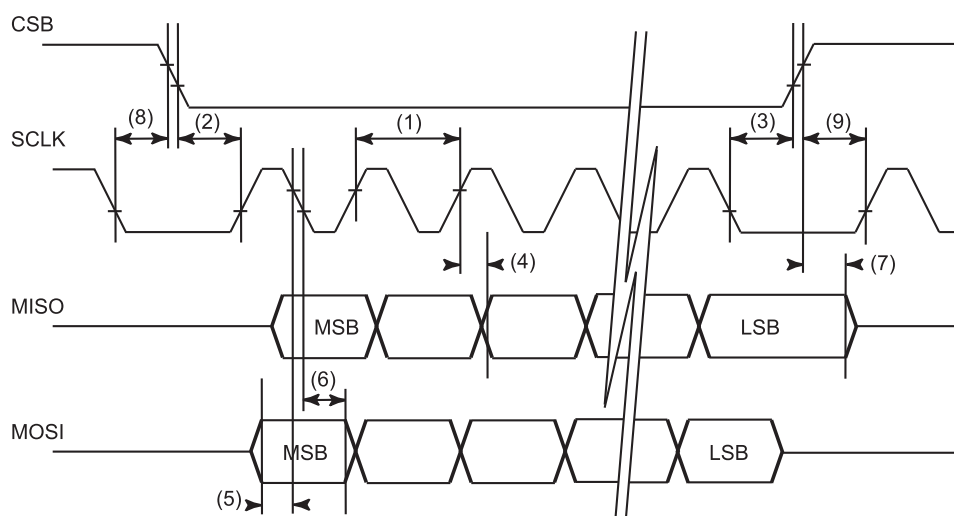 CSB
(8) (2) (1) (3) (9)
SCLK
(4) (7)
MISO MSB LSB
(6)
MOSI MSB LSB
(5)